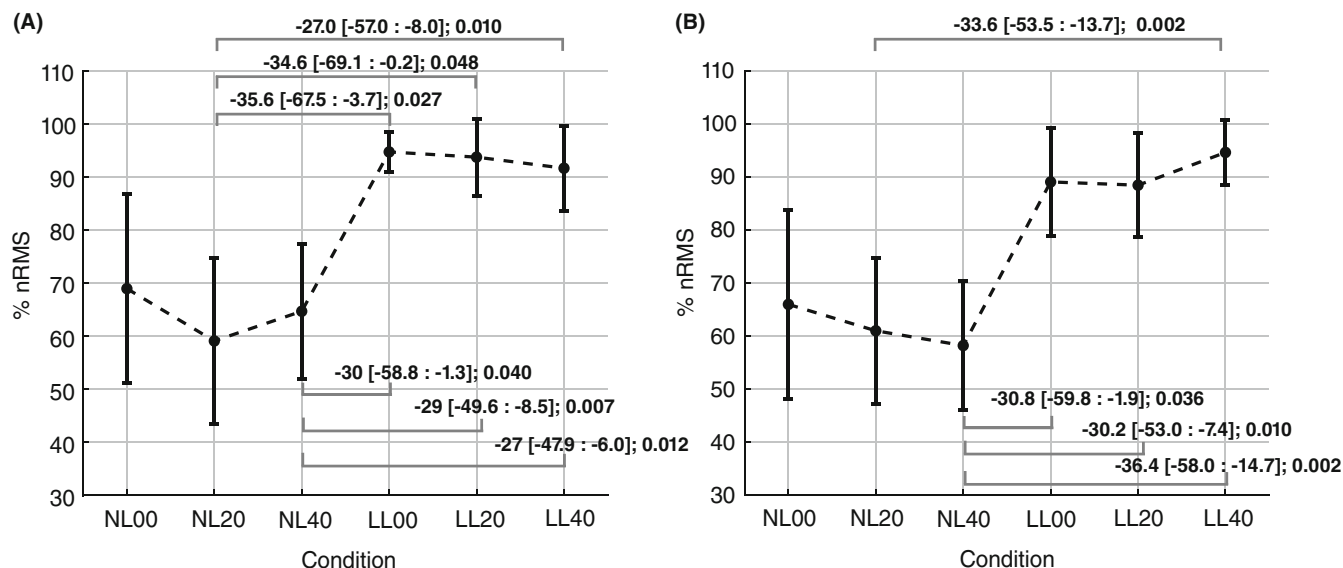 (A)
-27.0 [-57.0 : -8.0]; 0.010
-34.6 [-69.1 : -0.2]; 0.048
-35.6 [-67.5 : -3.7]; 0.027
110
100
90
80
70
60
50
40
30
% nRMS
-30 [-58.8 : -1.3]; 0.040
-29 [-49.6 : -8.5]; 0.007
-27 [-47.9 : -6.0]; 0.012
NL00 NL20 NL40 LL00 LL20 LL40
Condition
(B)
-33.6 [-53.5 : -13.7]; 0.002
110
100
90
80
70
60
50
40
30
% nRMS
-30.8 [-59.8 : -1.9]; 0.036
-30.2 [-53.0 : -7.4]; 0.010
-36.4 [-58.0 : -14.7]; 0.002
NL00 NL20 NL40 LL00 LL20 LL40
Condition